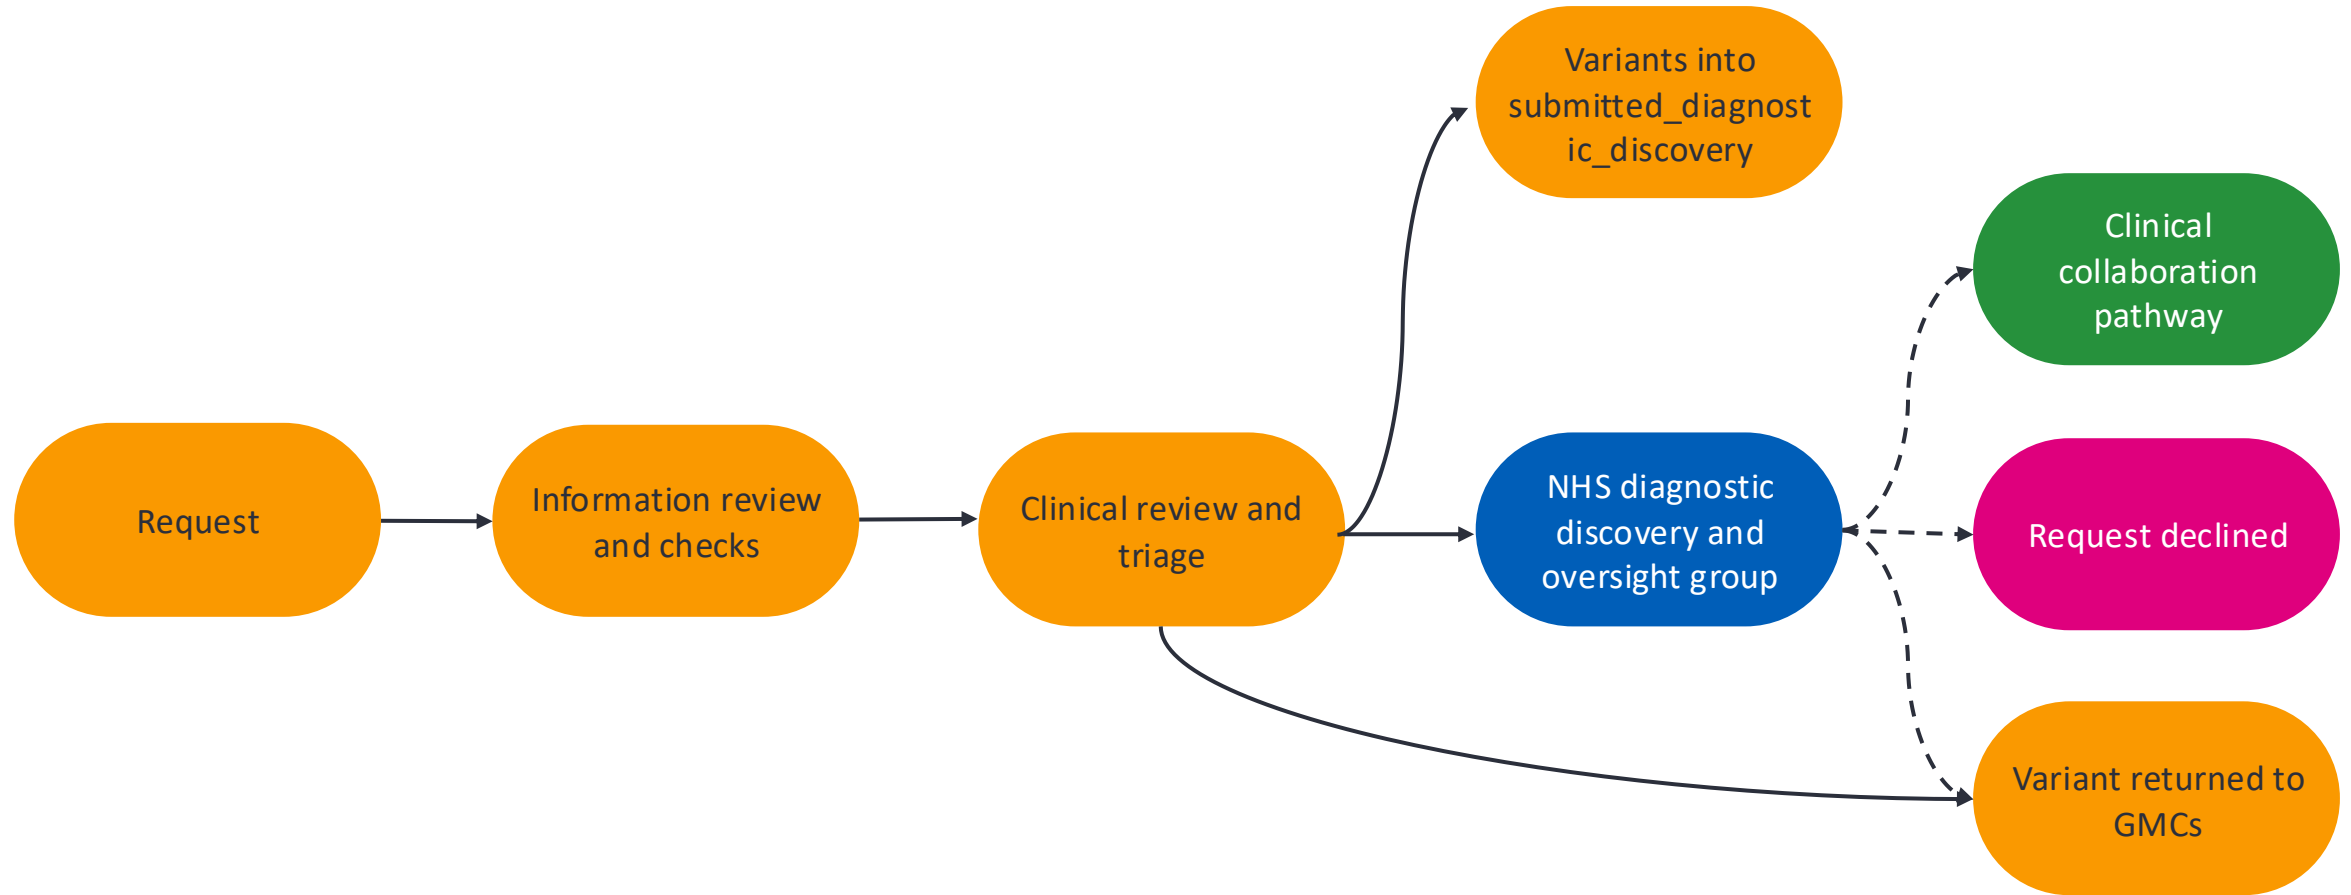 Request
Information review
and checks
Clinical review and
triage
Variants into
submitted_diagnost
ic_discovery
NHS diagnostic
discovery and
oversight group
Clinical
collaboration
pathway
Request declined
Variant returned to
GMCs